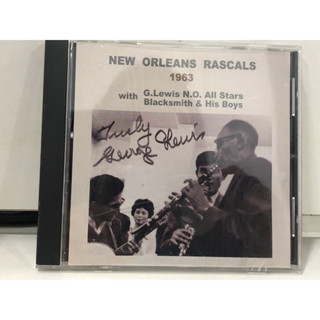 NEW ORLEANS RASCALS
1963
with G.Lewis N.O. All Stars
Blacksmith & His Boys
Truly
George Lewis